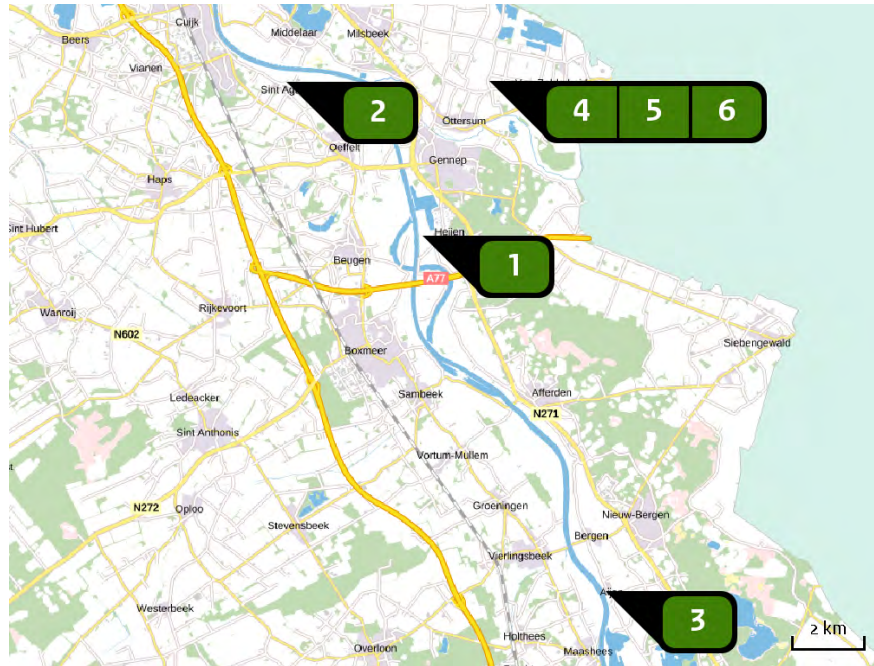 Cuijk
Middelaar
Milsbeek
Beers
Vianen
Sint
2
4 5 6
Ottersum
Oeffelt
Gennep
Haps
Sint Hubert
Heijen
Beugen
1
A77
Rijkevoort
Wanroij
N602
Siebengewald
Boxmeer
Ledeacker
Sambeek
Afferden
N271
Sint Anthonis
Vortum-Mullem
N272
Oploo
Groeningen
Stevensbeek
Nieuw-Bergen
Bergen
Vierlingsbeek
Westerbeek
3
2 km
Holthees
Overloon
Maashees